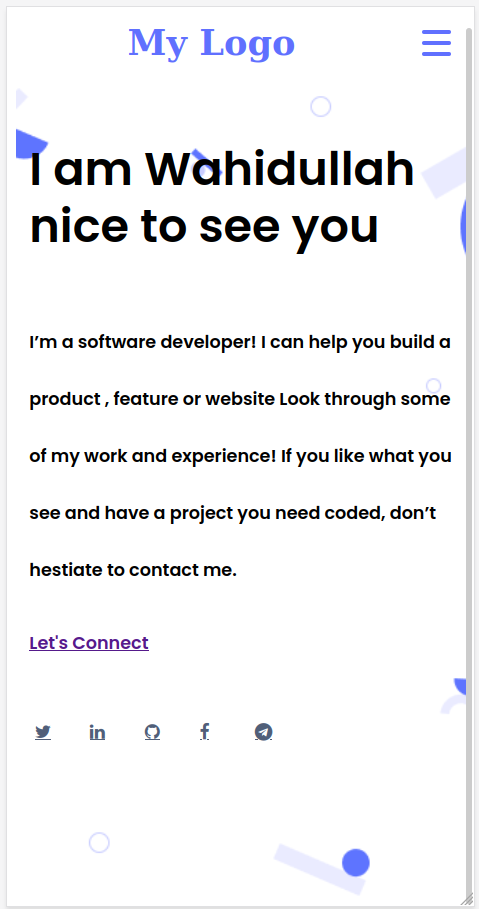 My Logo
I am Wahidullah
nice to see you
I’m a software developer! I can help you build a
product , feature or website Look through some
of my work and experience! If you like what you
see and have a project you need coded, don’t
hestiate to contact me.
Let's Connect